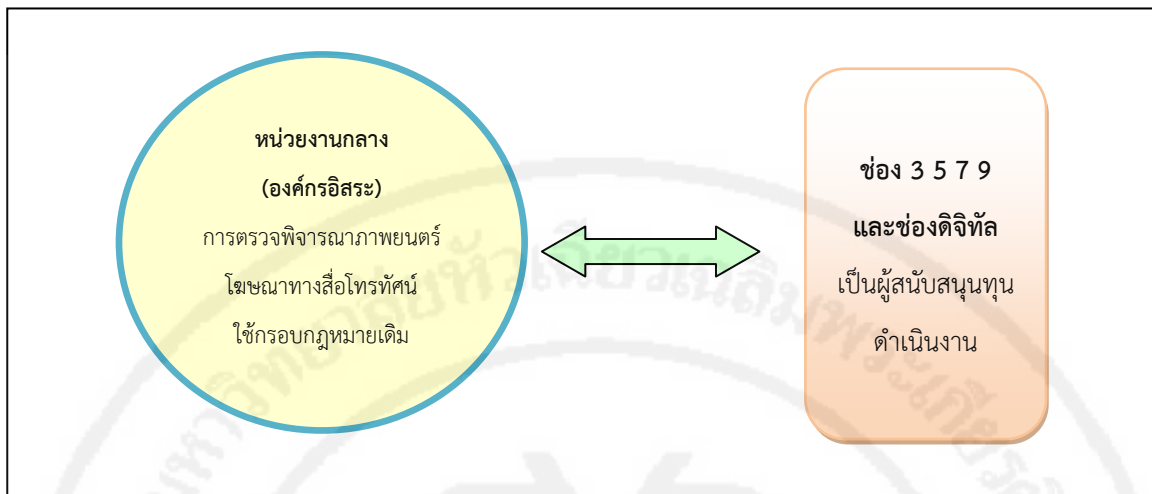 หน่วยงานกลาง
(องค์กรอิสระ)
การตรวจพิจารณาภาพยนตร์
โฆษณาทางสื่อโทรทัศน์
ใช้กรอบกฎหมายเดิม
ช่อง 3 5 7 9
และช่องดิจิทัล
เป็นผู้สนับสนุนทุน
ดำเนินงาน